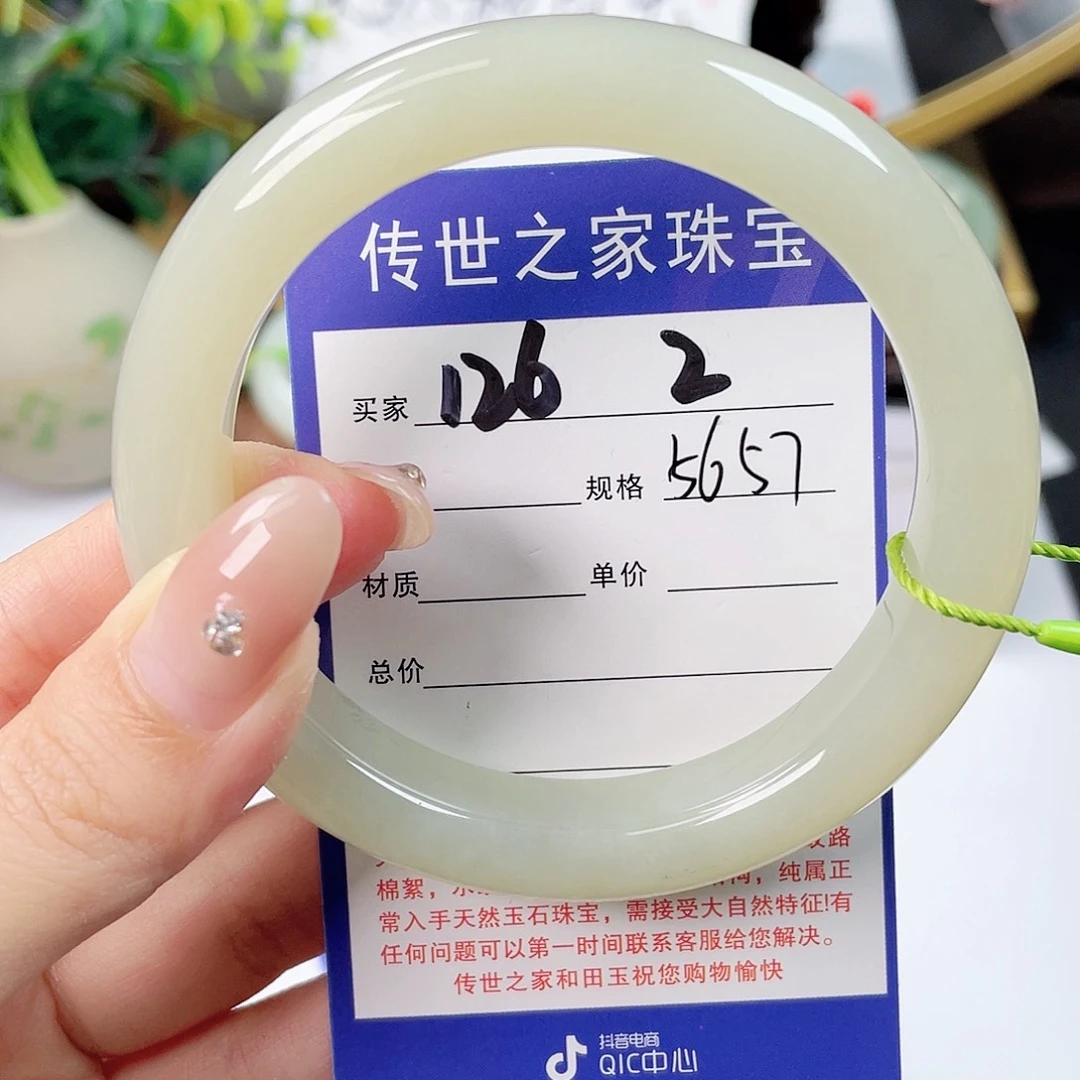 传世之家珠宝
买家 126 2
规格 5657
材质 单价
总价
路
棉絮，纯属正
常入手天然玉石珠宝，需接受大自然特征!有
任何问题可以第一时间联系客服给您解决。
传世之家和田玉祝您购物愉快
抖音电商
QIC中心